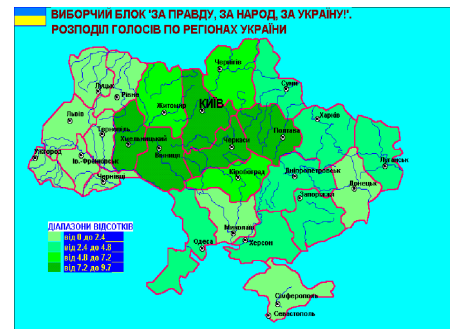 ВИБОРЧИЙ БЛОК 'ЗА ПРАВДУ, ЗА НАРОД, ЗА УКРАЇНУ!'.
РОЗПОДІЛ ГОЛОСІВ ПО РЕГІОНАХ УКРАЇНИ
Чернігів
Луцьк
Рівне
Суми
Житомир
КИЇВ
Львів
Харків
Тернопіль
Хмельницький
Полтава
Вінниця
Черкаси
Ужгород
Ів.-Франківськ
Луганськ
Чернівці
Кіровоград
Дніпропетровськ
Донецьк
Запоріжжя
Миколаїв
Одеса
Херсон
ДІАПАЗОНИ ВІДСОТКІВ
від 0 до 2.4
від 2.4 до 4.8
від 4.8 до 7.2
від 7.2 до 9.7
Сімферополь
Севастополь